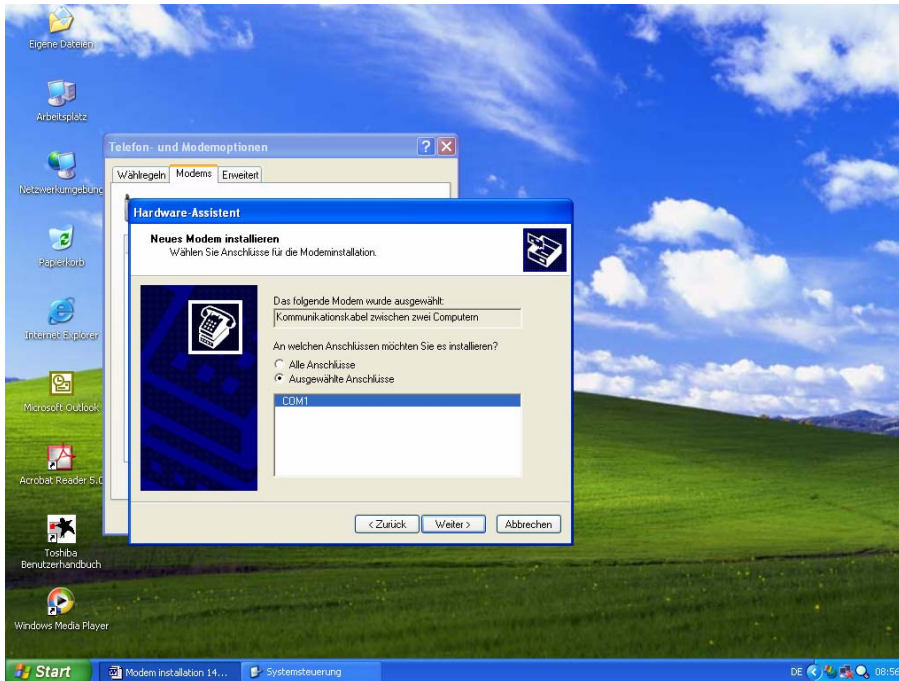 Eigene Dateien
Arbeitsplatz
Netzwerkumgebung
Papierkorb
Internet Explorer
Microsoft Outlook
Acrobat Reader 5.0
Toshiba
Benutzerhandbuch
Windows Media Player
Telefon- und Modemoptionen
Wählregeln Modems Erweitert
Hardware-Assistent
Neues Modem installieren
Wählen Sie Anschlüsse für die Modeminstallation.
Das folgende Modem wurde ausgewählt:
Kommunikationskabel zwischen zwei Computern
An welchen Anschlüssen möchten Sie es installieren?
Alle Anschlüsse
Ausgewählte Anschlüsse
COM1
< Zurück Weiter > Abbrechen
Start Modem installation 14... Systemsteuerung DE 08:56